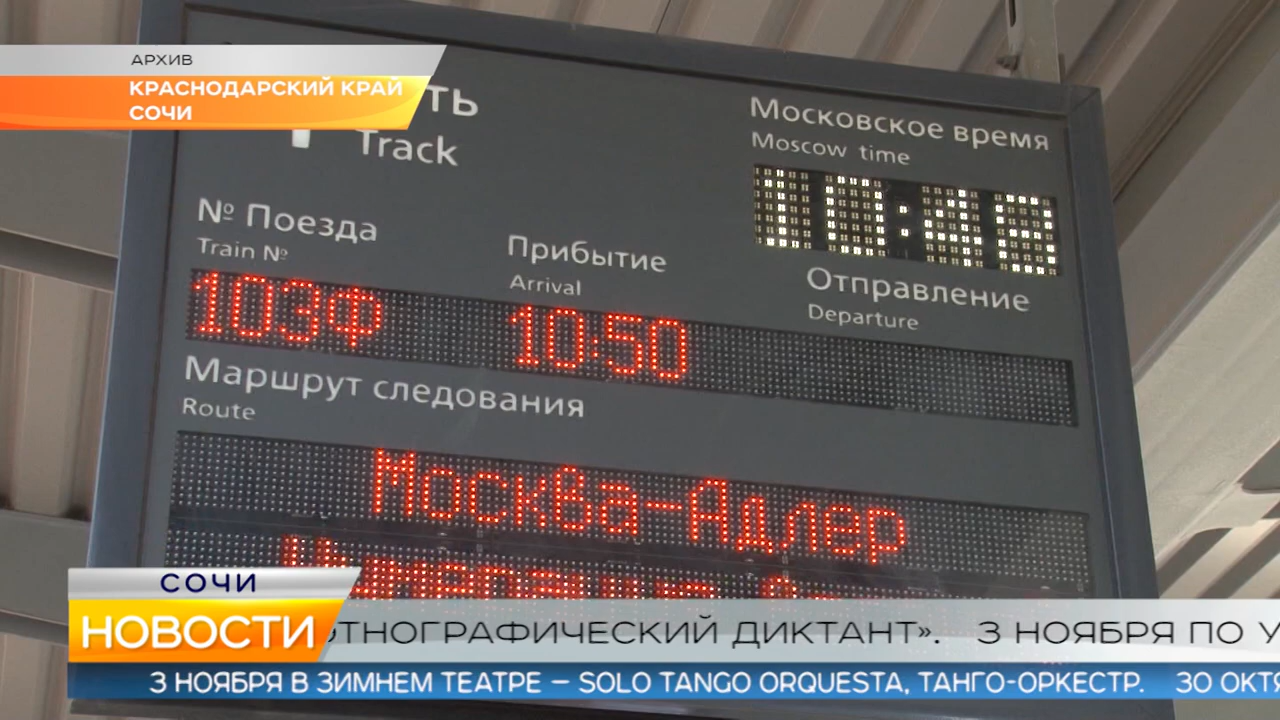 АРХИВ
КРАСНОДАРСКИЙ КРАЙ
СОЧИ
Track
Московское время
Moscow time
10:48
№ Поезда
Train №
Прибытие
Arrival
Отправление
Departure
103Ф 10:50
Маршрут следования
Route
Москва-Адлер
СОЧИ
НОВОСТИ
ЭТНОГРАФИЧЕСКИЙ ДИКТАНТ». 3 НОЯБРЯ ПО У
3 НОЯБРЯ В ЗИМНЕМ ТЕАТРЕ – SOLO TANGO ORQUESTA, ТАНГО-ОРКЕСТР. 30 ОКТЯ